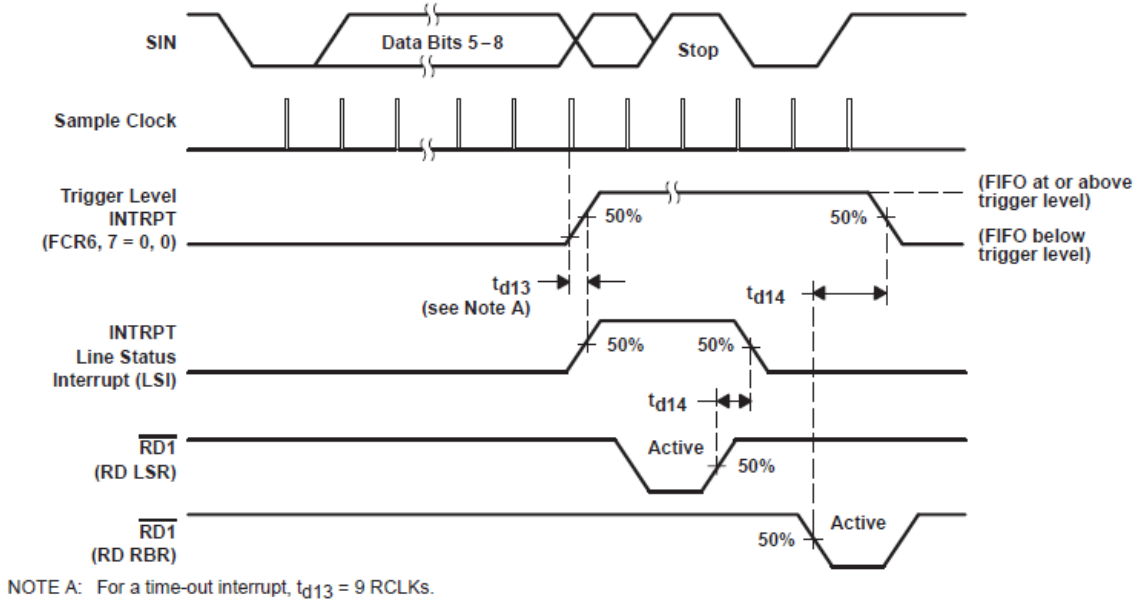 SIN
Data Bits 5–8
Stop
Sample Clock
Trigger Level
INTRPT
(FCR6, 7 = 0, 0)
50%
50%
(FIFO at or above
trigger level)
(FIFO below
trigger level)
td13
(see Note A)
td14
INTRPT
Line Status
Interrupt (LSI)
50%
50%
td14
RD1
(RD LSR)
Active
50%
RD1
(RD RBR)
50%
Active
NOTE A: For a time-out interrupt, td13 = 9 RCLKs.